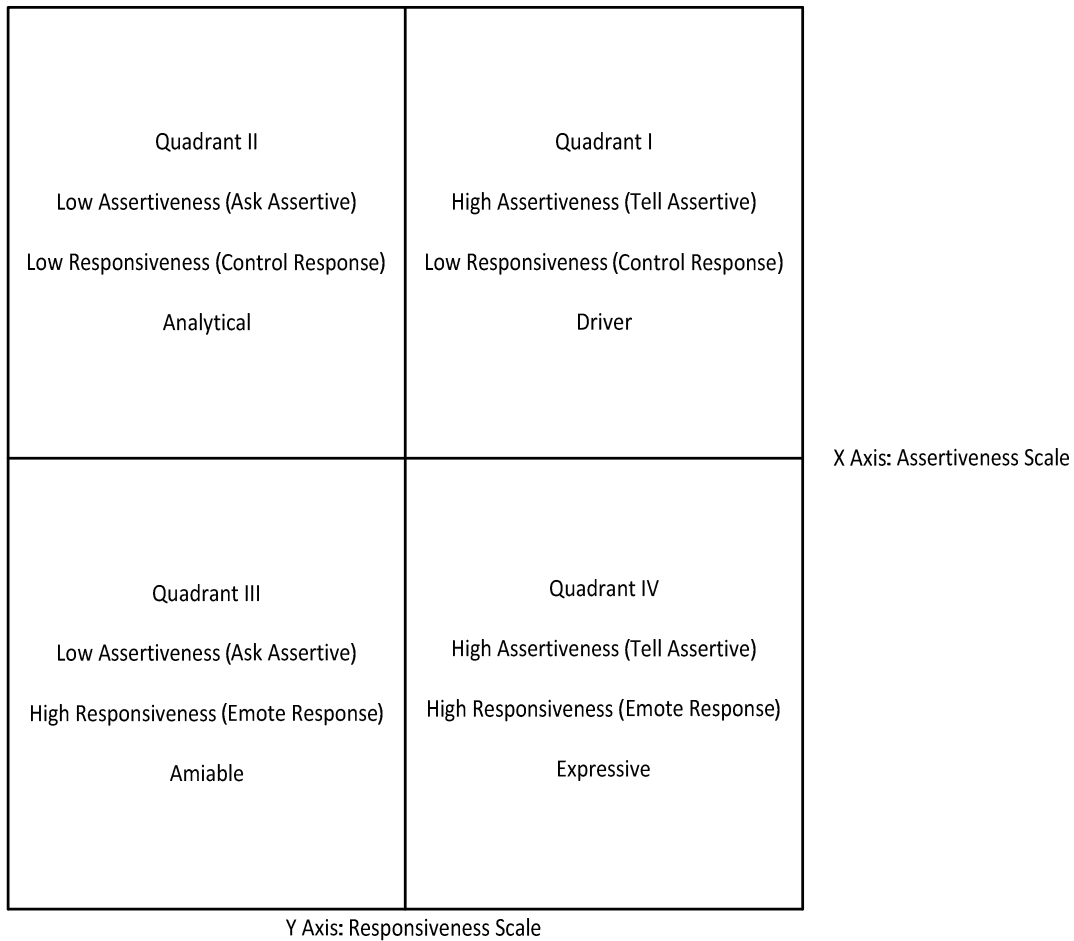 Quadrant II
Low Assertiveness (Ask Assertive)
Low Responsiveness (Control Response)
Analytical
Quadrant I
High Assertiveness (Tell Assertive)
Low Responsiveness (Control Response)
Driver
X Axis: Assertiveness Scale
Quadrant III
Low Assertiveness (Ask Assertive)
High Responsiveness (Emote Response)
Amiable
Quadrant IV
High Assertiveness (Tell Assertive)
High Responsiveness (Emote Response)
Expressive
Y Axis: Responsiveness Scale